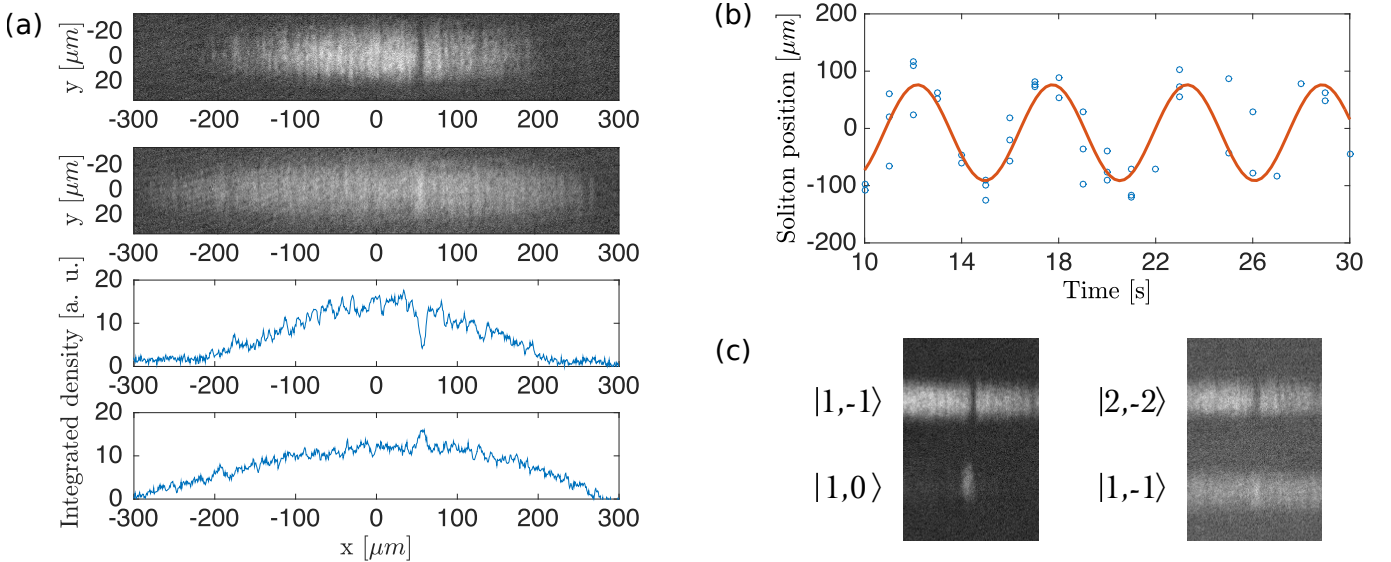 (a)
-20
0
20
y [μm]
-300 -200 -100 0 100 200 300
-20
0
20
y [μm]
-300 -200 -100 0 100 200 300
20
10
0
-300 -200 -100 0 100 200 300
20
10
0
-300 -200 -100 0 100 200 300
Integrated density [a. u.]
x [μm]
(b)
200
100
0
-100
-200
Soliton position [μm]
10 14 18 22 26 30
Time [s]
(c)
|1,-1⟩
|1,0⟩
|2,-2⟩
|1,-1⟩